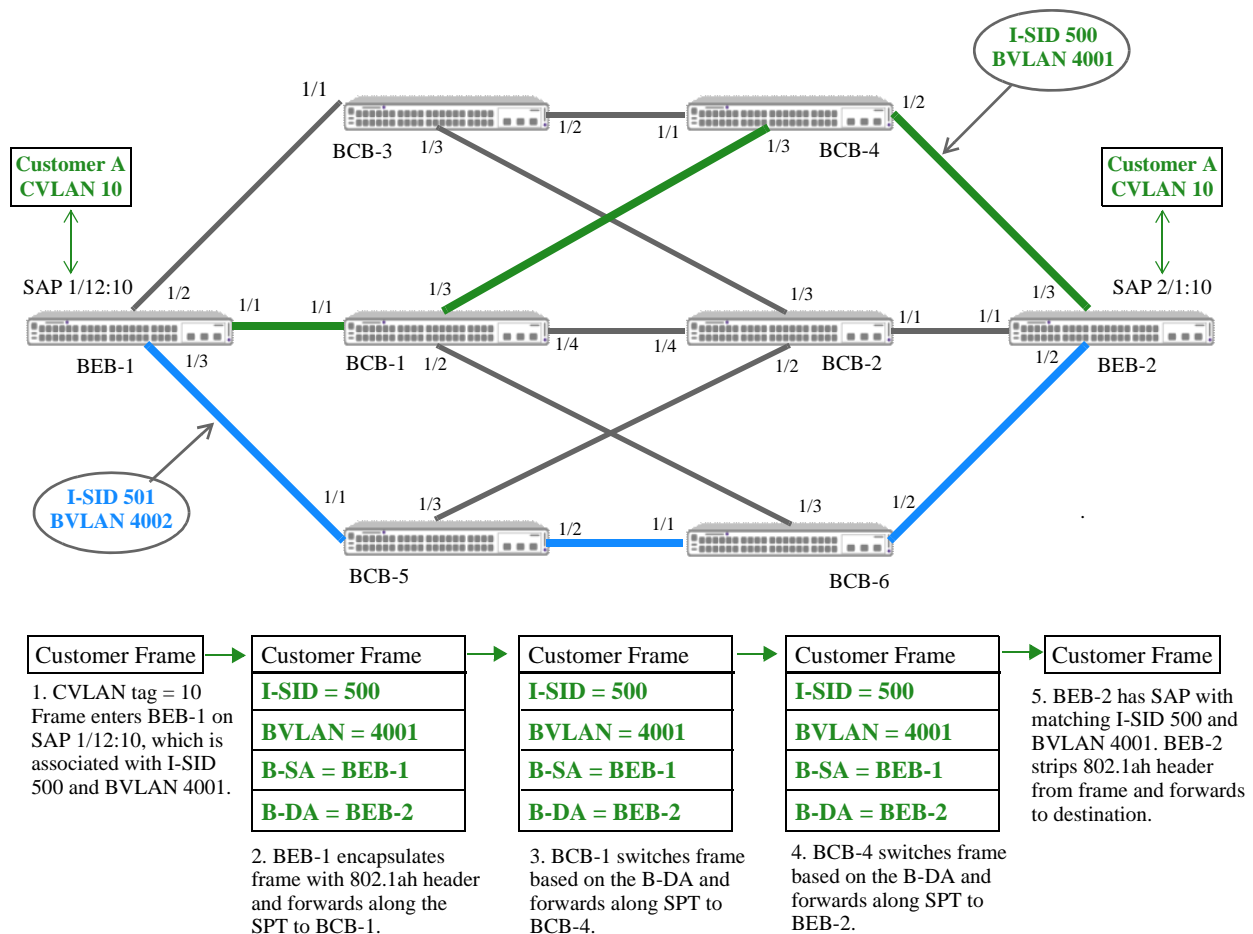 I-SID 500
BVLAN 4001
1/1
1/2
1/1
1/2
1/3
BCB-3
1/3
BCB-4
Customer A
CVLAN 10
Customer A
CVLAN 10
SAP 1/12:10
SAP 2/1:10
1/2
1/1
1/1
1/3
1/3
1/1
1/1
1/3
BEB-1
1/3
BCB-1
1/2
1/4
1/4
1/2
BCB-2
1/2
BEB-2
I-SID 501
BVLAN 4002
1/1
1/3
1/2
1/1
1/3
1/2
.
BCB-5
BCB-6
Customer Frame
1. CVLAN tag = 10
Frame enters BEB-1 on
SAP 1/12:10, which is
associated with I-SID
500 and BVLAN 4001.
Customer Frame
I-SID = 500
BVLAN = 4001
B-SA = BEB-1
B-DA = BEB-2
2. BEB-1 encapsulates
frame with 802.1ah header
and forwards along the
SPT to BCB-1.
Customer Frame
I-SID = 500
BVLAN = 4001
B-SA = BEB-1
B-DA = BEB-2
3. BCB-1 switches frame
based on the B-DA and
forwards along SPT to
BCB-4.
Customer Frame
I-SID = 500
BVLAN = 4001
B-SA = BEB-1
B-DA = BEB-2
4. BCB-4 switches frame
based on the B-DA and
forwards along SPT to
BEB-2.
Customer Frame
5. BEB-2 has SAP with
matching I-SID 500 and
BVLAN 4001. BEB-2
strips 802.1ah header
from frame and forwards
to destination.